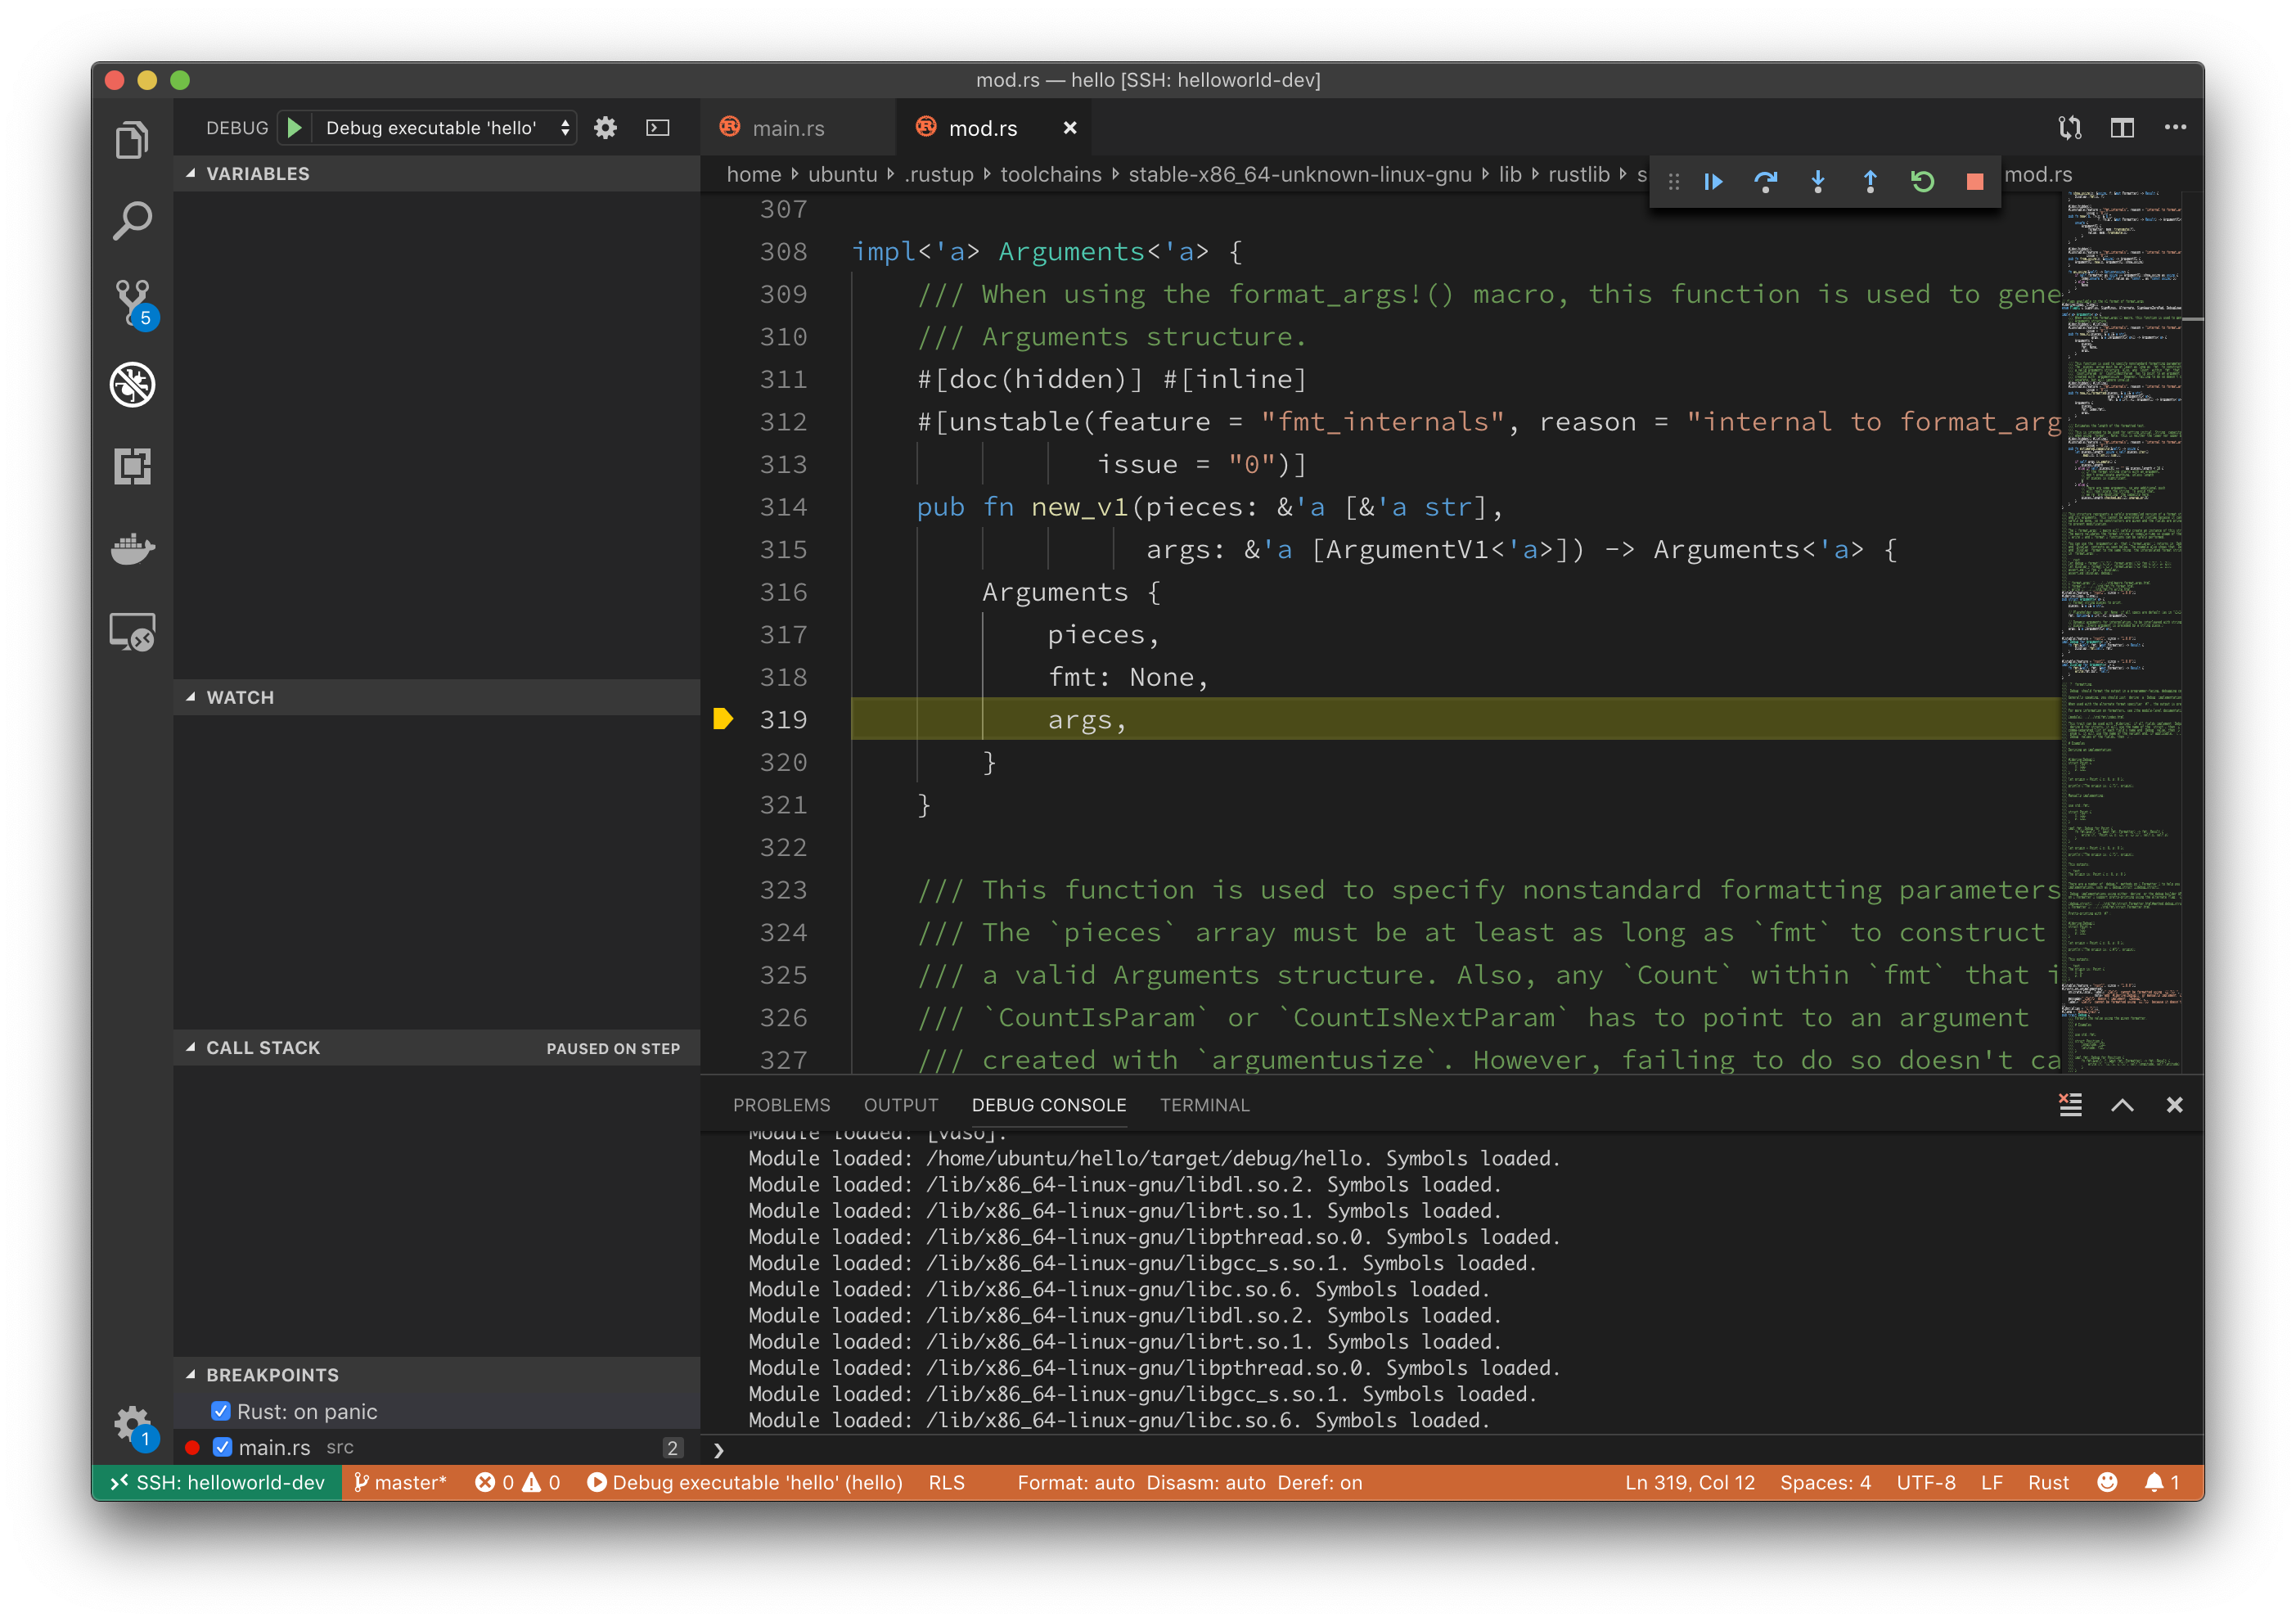 mod.rs — hello [SSH: helloworld-dev]
DEBUG Debug executable 'hello'
main.rs
mod.rs
VARIABLES
home ubuntu .rustup toolchains stable-x86_64-unknown-linux-gnu lib rustlib s mod.rs
307
308 impl<'a> Arguments<'a> {
309 /// When using the format_args!() macro, this function is used to gene
310 /// Arguments structure.
311 #[doc(hidden)] #[inline]
312 #[unstable(feature = "fmt_internals", reason = "internal to format_arg
313 issue = "0")]
314 pub fn new_v1(pieces: &'a [&'a str],
315 args: &'a [ArgumentV1<'a>]) -> Arguments<'a> {
316 Arguments {
317 pieces,
318 fmt: None,
319 args,
320 }
321 }
322
323 /// This function is used to specify nonstandard formatting parameters
324 /// The `pieces` array must be at least as long as `fmt` to construct
325 /// a valid Arguments structure. Also, any `Count` within `fmt` that i
326 /// `CountIsParam` or `CountIsNextParam` has to point to an argument
327 /// created with `argumentusize`. However, failing to do so doesn't ca
5
WATCH
CALL STACK PAUSED ON STEP
BREAKPOINTS
Rust: on panic
main.rs src 2
1
PROBLEMS OUTPUT DEBUG CONSOLE TERMINAL
Module loaded: [vdso].
Module loaded: /home/ubuntu/hello/target/debug/hello. Symbols loaded.
Module loaded: /lib/x86_64-linux-gnu/libdl.so.2. Symbols loaded.
Module loaded: /lib/x86_64-linux-gnu/librt.so.1. Symbols loaded.
Module loaded: /lib/x86_64-linux-gnu/libpthread.so.0. Symbols loaded.
Module loaded: /lib/x86_64-linux-gnu/libgcc_s.so.1. Symbols loaded.
Module loaded: /lib/x86_64-linux-gnu/libc.so.6. Symbols loaded.
Module loaded: /lib/x86_64-linux-gnu/libdl.so.2. Symbols loaded.
Module loaded: /lib/x86_64-linux-gnu/librt.so.1. Symbols loaded.
Module loaded: /lib/x86_64-linux-gnu/libpthread.so.0. Symbols loaded.
Module loaded: /lib/x86_64-linux-gnu/libgcc_s.so.1. Symbols loaded.
Module loaded: /lib/x86_64-linux-gnu/libc.so.6. Symbols loaded.
SSH: helloworld-dev master* 0 0 Debug executable 'hello' (hello) RLS Format: auto Disasm: auto Deref: on Ln 319, Col 12 Spaces: 4 UTF-8 LF Rust 1